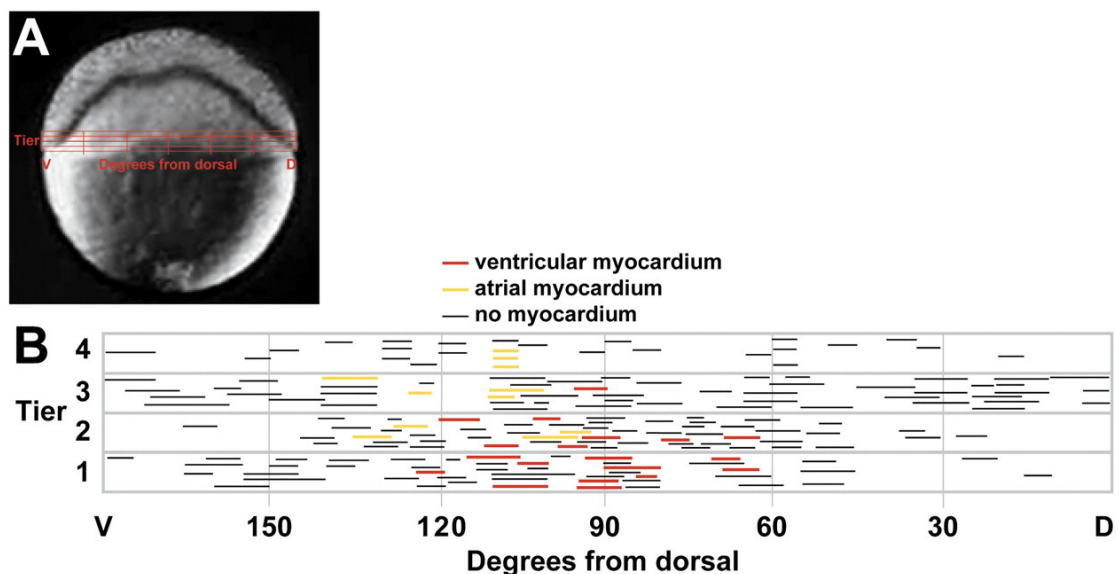 A
Tier
V Degrees from dorsal D
ventricular myocardium
atrial myocardium
no myocardium
B
4
3
Tier
2
1
V 150 120 90 60 30 D
Degrees from dorsal